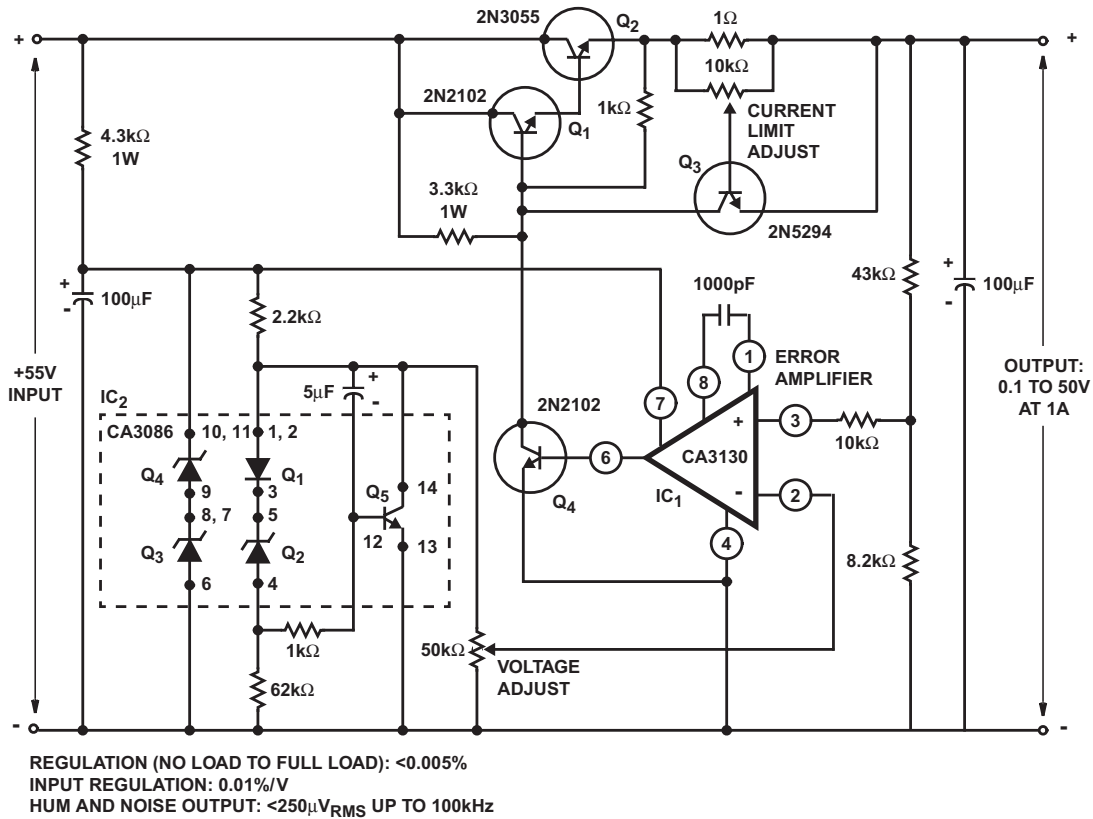 2N3055
Q2
1Ω
+
+
10kΩ
2N2102
Q1
1kΩ
CURRENT
LIMIT
ADJUST
4.3kΩ
1W
Q3
3.3kΩ
1W
2N5294
+
-
100μF
2.2kΩ
1000pF
43kΩ
+
-
100μF
+55V
INPUT
OUTPUT:
0.1 TO 50V
AT 1A
IC2
CA3086
5μF
+
-
2N2102
7
8
1
ERROR
AMPLIFIER
10, 11
1, 2
Q4
9
8, 7
Q3
6
Q1
3
5
Q2
4
Q5
14
12
13
6
Q4
+
CA3130
-
IC1
3
10kΩ
2
4
8.2kΩ
1kΩ
62kΩ
50kΩ
VOLTAGE
ADJUST
-
-
REGULATION (NO LOAD TO FULL LOAD): <0.005%
INPUT REGULATION: 0.01%/V
HUM AND NOISE OUTPUT: <250μVRMS UP TO 100kHz